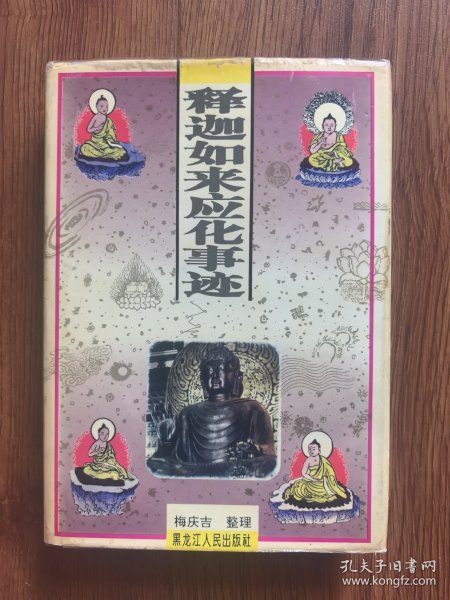 释迦如来应化事迹
梅庆吉 整理
黑龙江人民出版社
孔夫子旧书网
www.kongfz.com